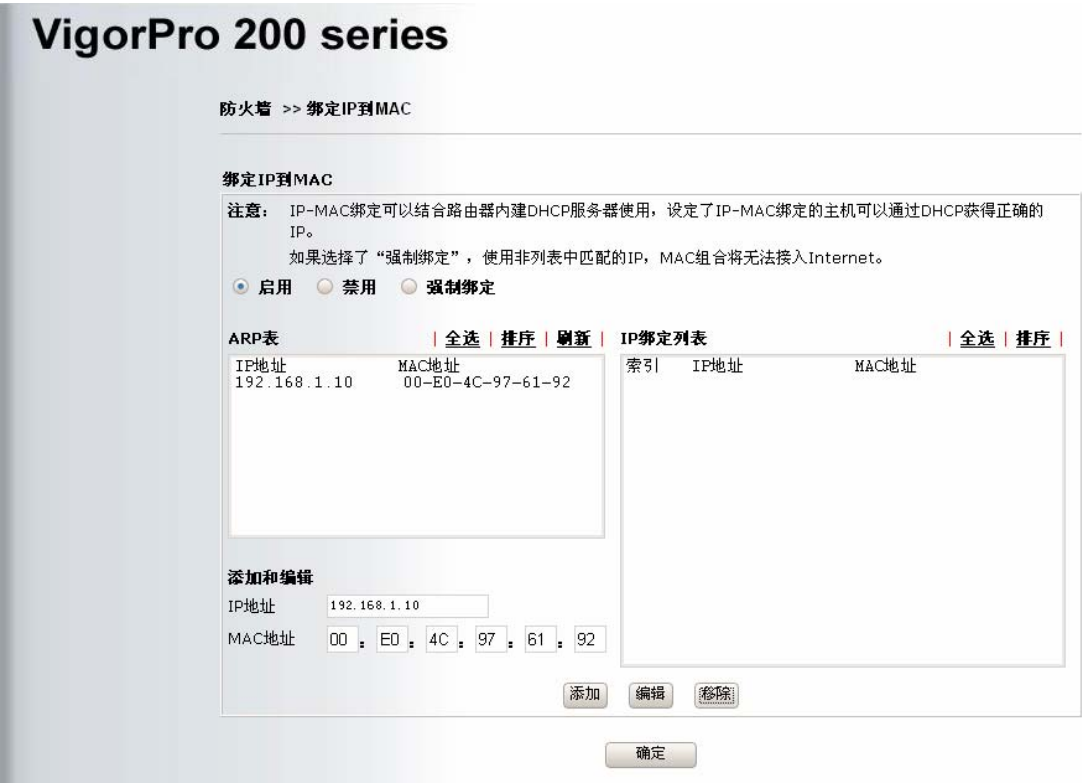 VigorPro 200 series
防火墙 >> 绑定IP到MAC
绑定IP到MAC
注意： IP-MAC绑定可以结合路由器内建DHCP服务器使用，设定了IP-MAC绑定的主机可以通过DHCP获得正确的
IP。
如果选择了“强制绑定”，使用非列表中匹配的IP，MAC组合将无法接入Internet。
启用 禁用 强制绑定
ARP表 | 全选 | 排序 | 刷新 | IP绑定列表 | 全选 | 排序 |
IP地址 MAC地址 索引 IP地址 MAC地址
192.168.1.10 00-E0-4C-97-61-92
添加和编辑
IP地址 192.168.1.10
MAC地址 00 : E0 : 4C : 97 : 61 : 92
添加 编辑 移除
确定